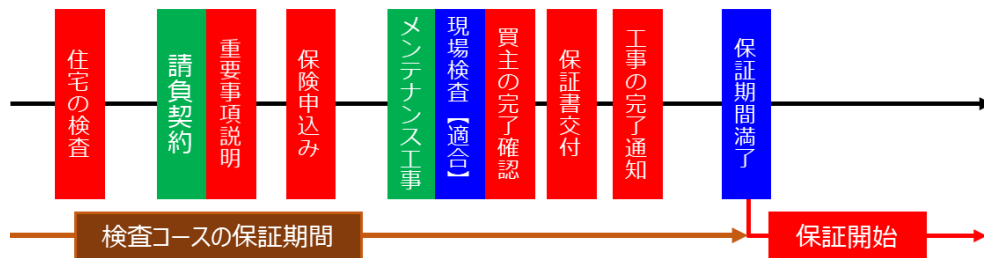 住宅の検査
請負契約
重要事項説明
保険申込み
メンテナンス工事
現場検査【適合】
買主の完了確認
保証書交付
工事の完了通知
保証期間満了
検査コースの保証期間
保証開始